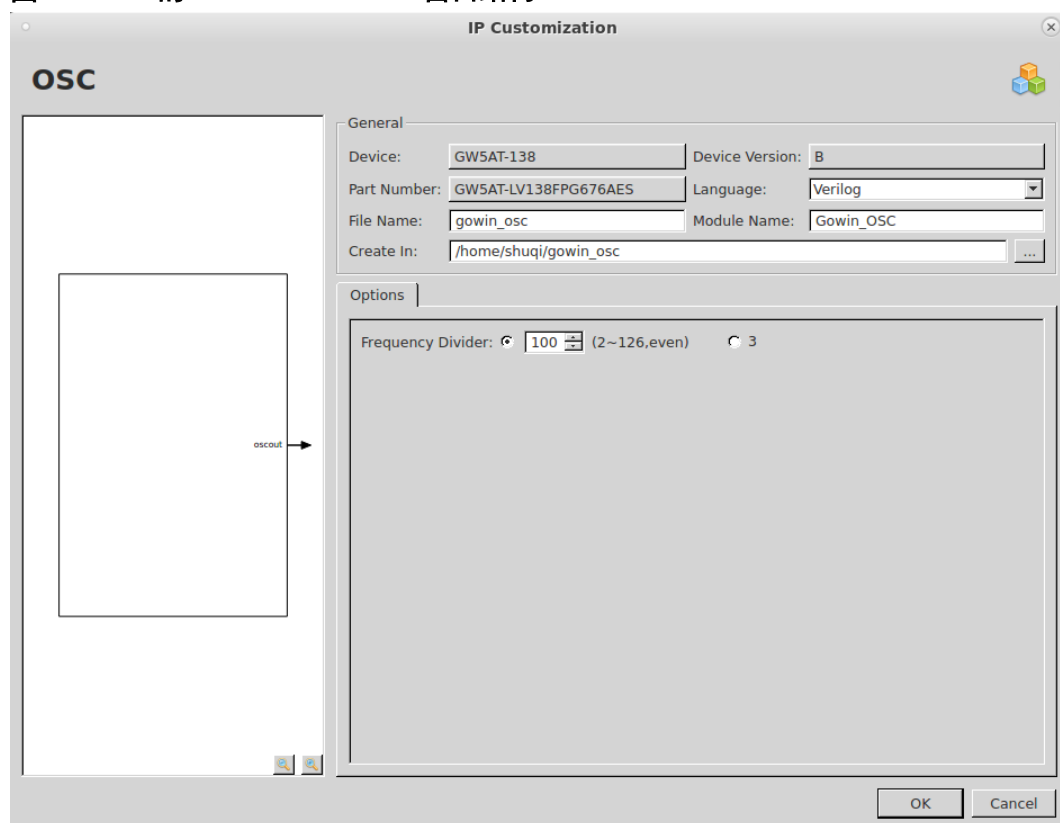 IP Customization
OSC
General
Device: GW5AT-138 Device Version: B
Part Number: GW5AT-LV138FPG676AES Language: Verilog
File Name: gowin_osc Module Name: Gowin_OSC
Create In: /home/shuqi/gowin_osc ...
Options
Frequency Divider: 100 (2~126,even) 3
oscout
OK Cancel